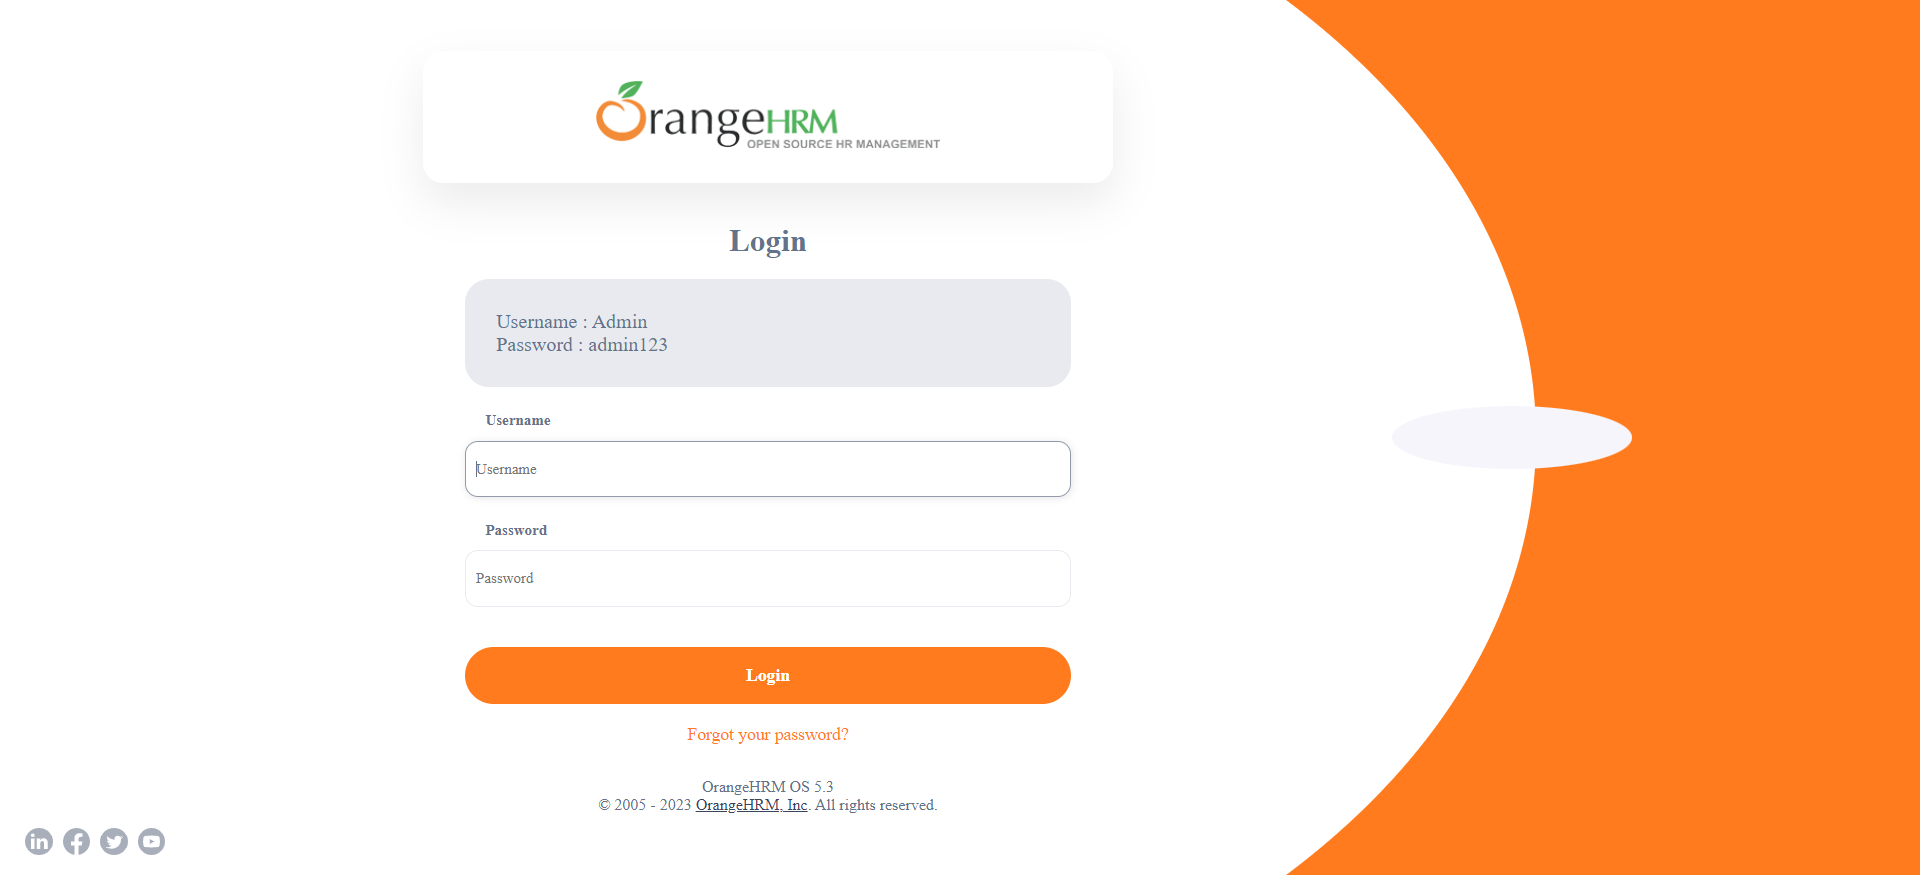 OrangeHRM
OPEN SOURCE HR MANAGEMENT
Login
Username : Admin
Password : admin123
Username
Username
Password
Password
Login
Forgot your password?
OrangeHRM OS 5.3
© 2005 - 2023 OrangeHRM, Inc. All rights reserved.
in